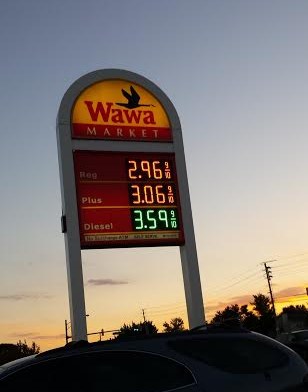 Wawa
MARKET
Reg 2.96 9/10
Plus 3.06 9/10
Diesel 3.59 9/10